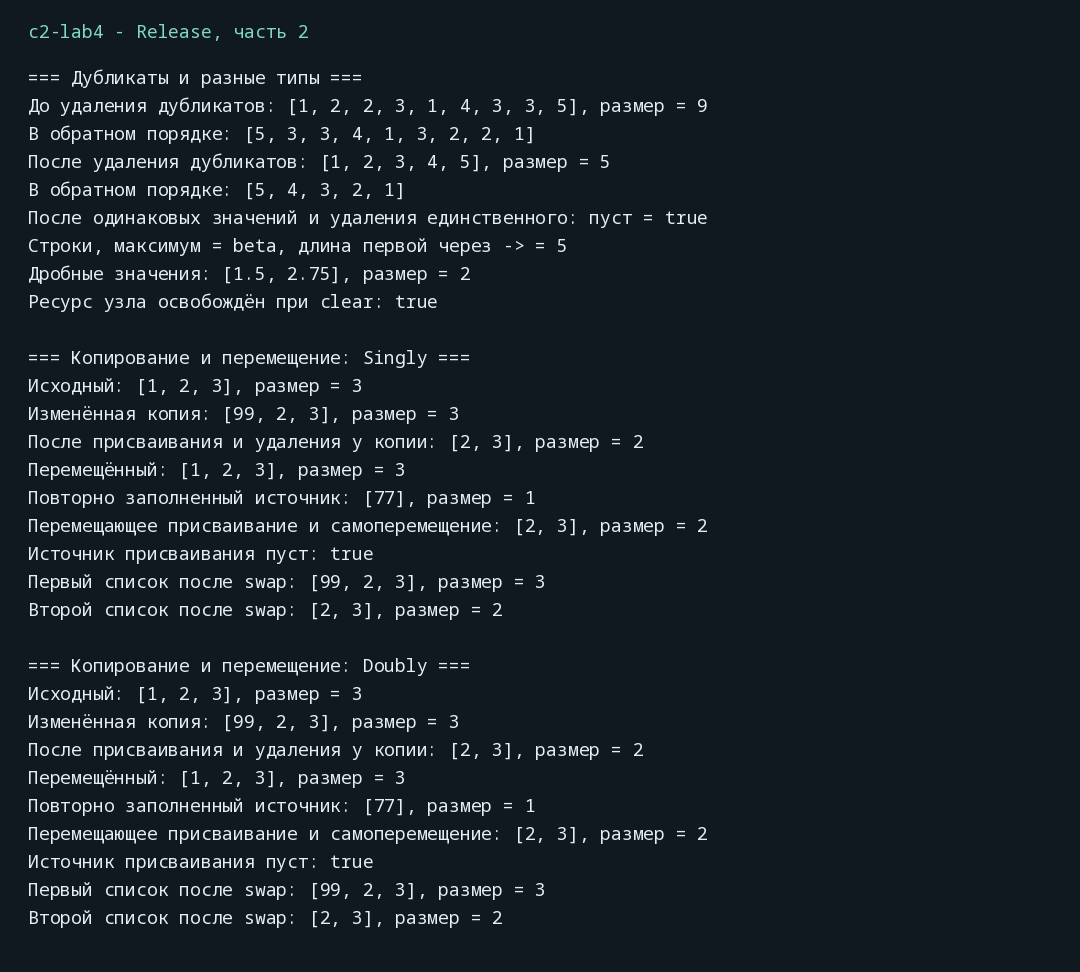 c2-lab4 - Release, часть 2
=== Дубликаты и разные типы ===
До удаления дубликатов: [1, 2, 2, 3, 1, 4, 3, 3, 5], размер = 9
В обратном порядке: [5, 3, 3, 4, 1, 3, 2, 2, 1]
После удаления дубликатов: [1, 2, 3, 4, 5], размер = 5
В обратном порядке: [5, 4, 3, 2, 1]
После одинаковых значений и удаления единственного: пуст = true
Строки, максимум = beta, длина первой через -> = 5
Дробные значения: [1.5, 2.75], размер = 2
Ресурс узла освобождён при clear: true
=== Копирование и перемещение: Singly ===
Исходный: [1, 2, 3], размер = 3
Изменённая копия: [99, 2, 3], размер = 3
После присваивания и удаления у копии: [2, 3], размер = 2
Перемещённый: [1, 2, 3], размер = 3
Повторно заполненный источник: [77], размер = 1
Перемещающее присваивание и самоперемещение: [2, 3], размер = 2
Источник присваивания пуст: true
Первый список после swap: [99, 2, 3], размер = 3
Второй список после swap: [2, 3], размер = 2
=== Копирование и перемещение: Doubly ===
Исходный: [1, 2, 3], размер = 3
Изменённая копия: [99, 2, 3], размер = 3
После присваивания и удаления у копии: [2, 3], размер = 2
Перемещённый: [1, 2, 3], размер = 3
Повторно заполненный источник: [77], размер = 1
Перемещающее присваивание и самоперемещение: [2, 3], размер = 2
Источник присваивания пуст: true
Первый список после swap: [99, 2, 3], размер = 3
Второй список после swap: [2, 3], размер = 2